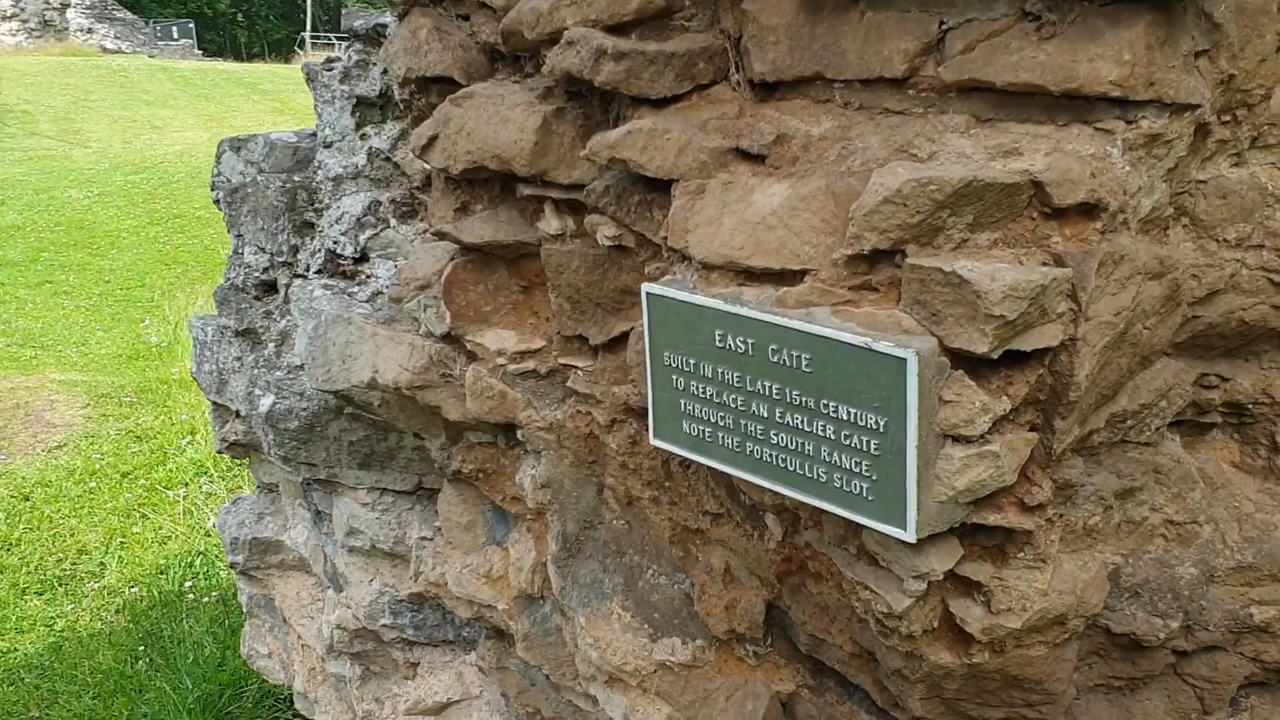 EAST GATE
BUILT IN THE LATE 15TH CENTURY
TO REPLACE AN EARLIER GATE
THROUGH THE SOUTH RANGE.
NOTE THE PORTCULLIS SLOT.